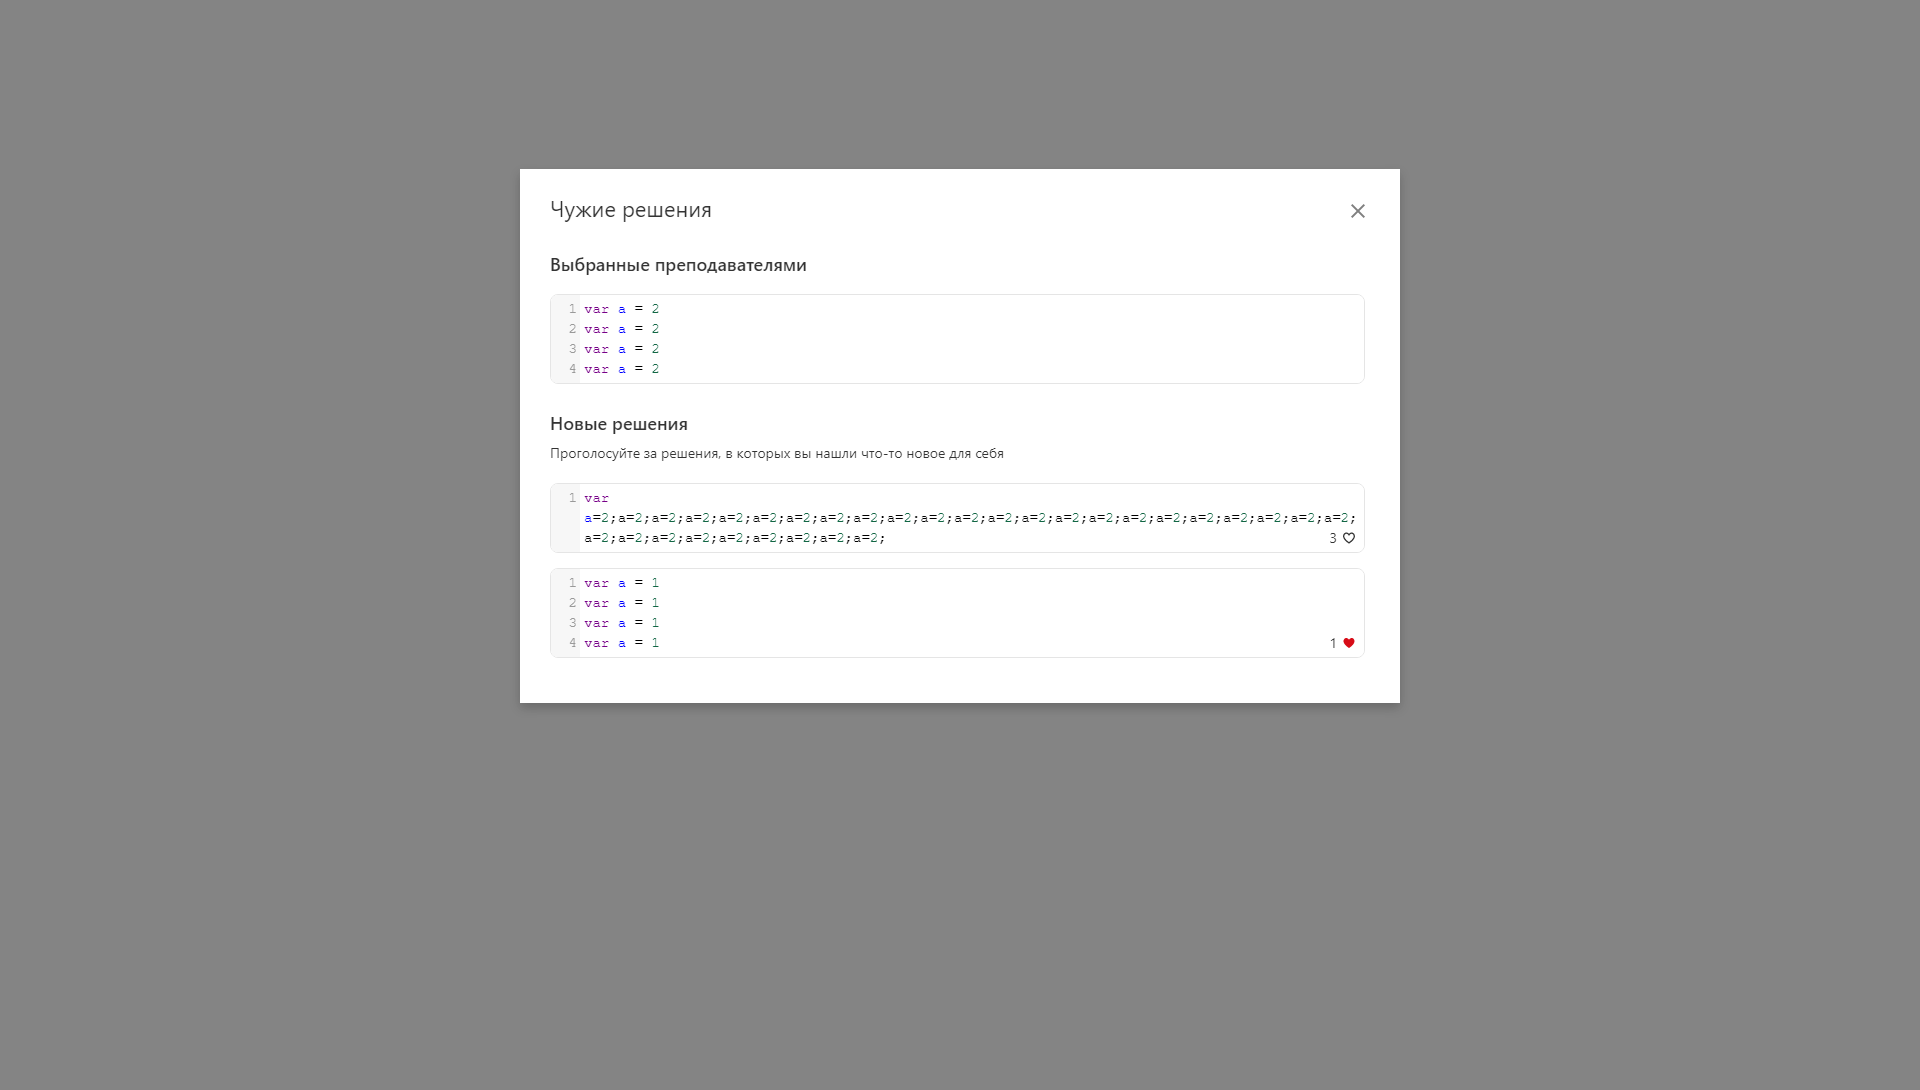 Чужие решения
Выбранные преподавателями
1 var a = 2
2 var a = 2
3 var a = 2
4 var a = 2
Новые решения
Проголосуйте за решения, в которых вы нашли что-то новое для себя
1 var
a=2;a=2;a=2;a=2;a=2;a=2;a=2;a=2;a=2;a=2;a=2;a=2;a=2;a=2;a=2;a=2;a=2;a=2;a=2;a=2;a=2;a=2;a=2;
a=2;a=2;a=2;a=2;a=2;a=2;a=2;a=2;a=2; 3
1 var a = 1
2 var a = 1
3 var a = 1
4 var a = 1 1